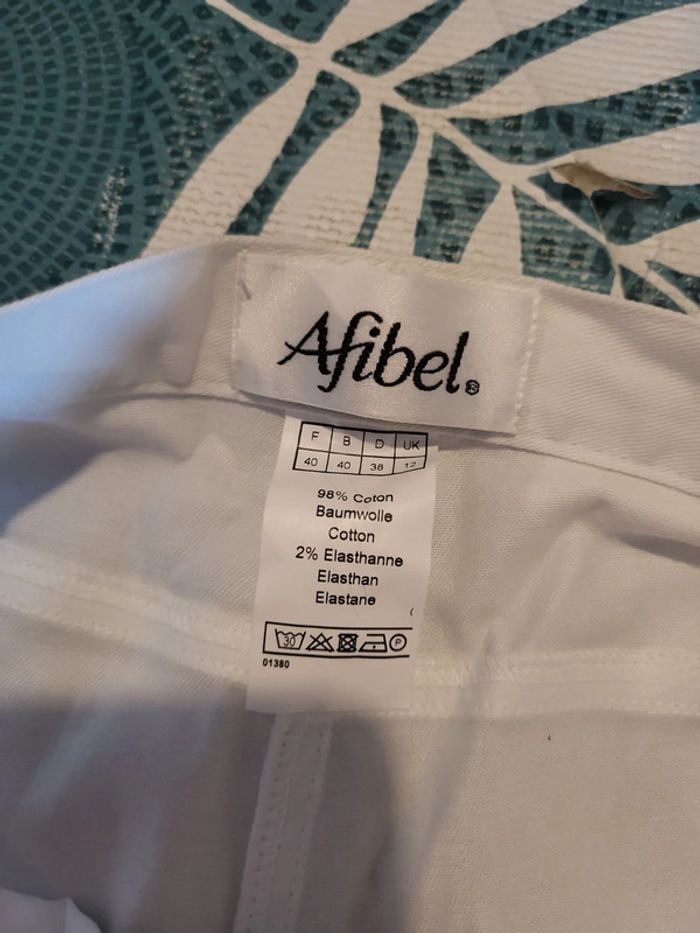 Afibel®
F B D UK
40 40 38 12
98% Coton
Baumwolle
Cotton
2% Elasthanne
Elasthan
Elastane
30 P
01380